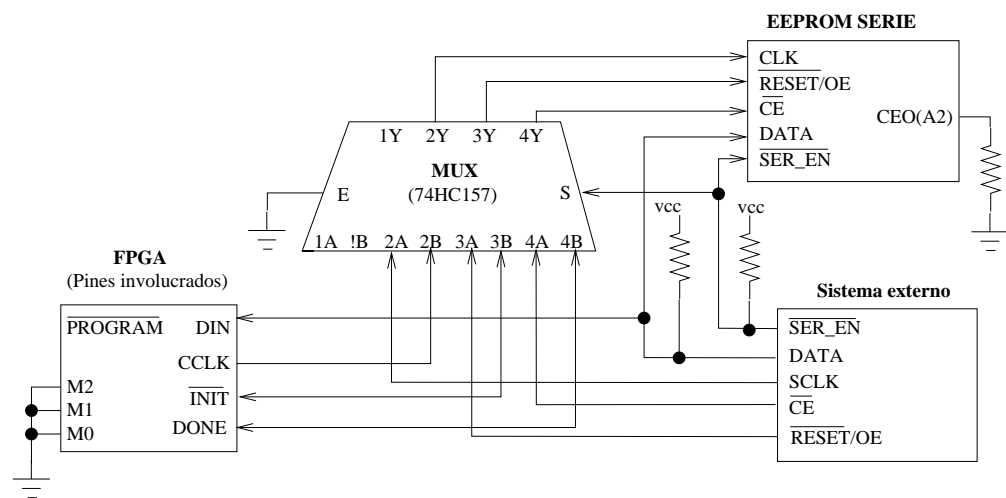 EEPROM SERIE
CLK
RESET/OE
CE
DATA
SER_EN
CEO(A2)
1Y 2Y 3Y 4Y
MUX
(74HC157)
E
S
1A !B 2A 2B 3A 3B 4A 4B
vcc
vcc
FPGA
(Pines involucrados)
PROGRAM
DIN
CCLK
INIT
DONE
M2
M1
M0
Sistema externo
SER_EN
DATA
SCLK
CE
RESET/OE